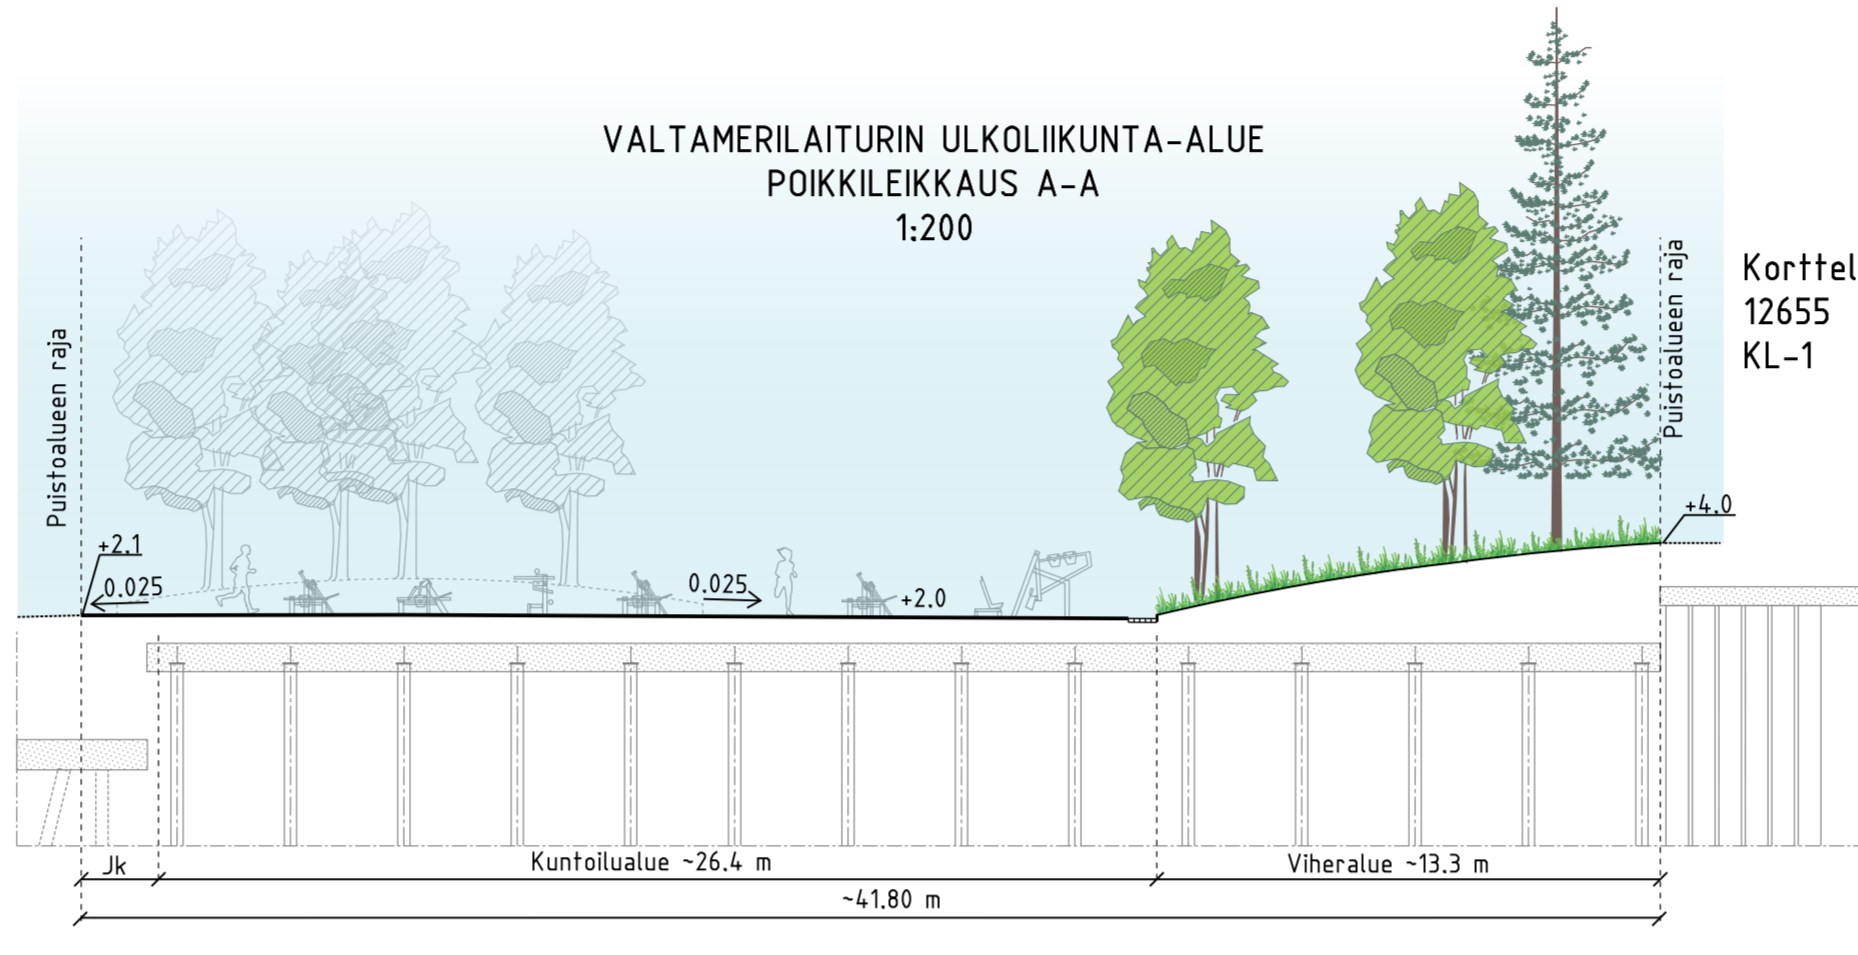 VALTAMERILAITURIN ULKOLIIKUNTA-ALUE
POIKKILEIKKAUS A-A
1:200
Puistoalueen raja
Puistoalueen raja
Korttel
12655
KL-1
+4.0
+2.1
0.025
0.025
+2.0
Jk
Kuntoilualue ~26.4 m
Viheralue ~13.3 m
~41.80 m